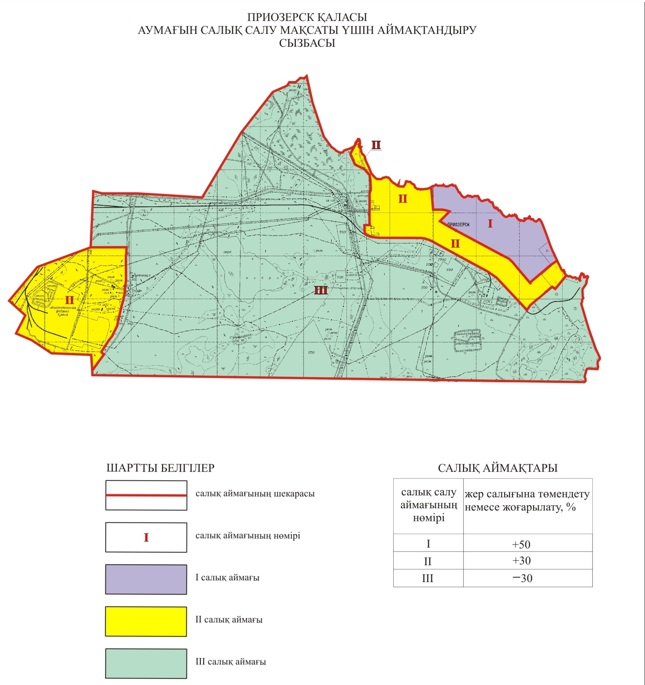 ПРИОЗЕРСК ҚАЛАСЫ
АУМАҒЫН САЛЫҚ САЛУ МАҚСАТЫ ҮШІН АЙМАҚТАНДЫРУ
СЫЗБАСЫ
II
II
ПРИОЗЕРСК
I
II
II
III
ШАРТТЫ БЕЛГІЛЕР
салық аймағының шекарасы
I
салық аймағының нөмірі
I салық аймағы
II салық аймағы
III салық аймағы
САЛЫҚ АЙМАҚТАРЫ
салық салу
аймағының
нөмірі
жер салығына төмендету
немесе жоғарылату, %
I
+50
II
+30
III
−30